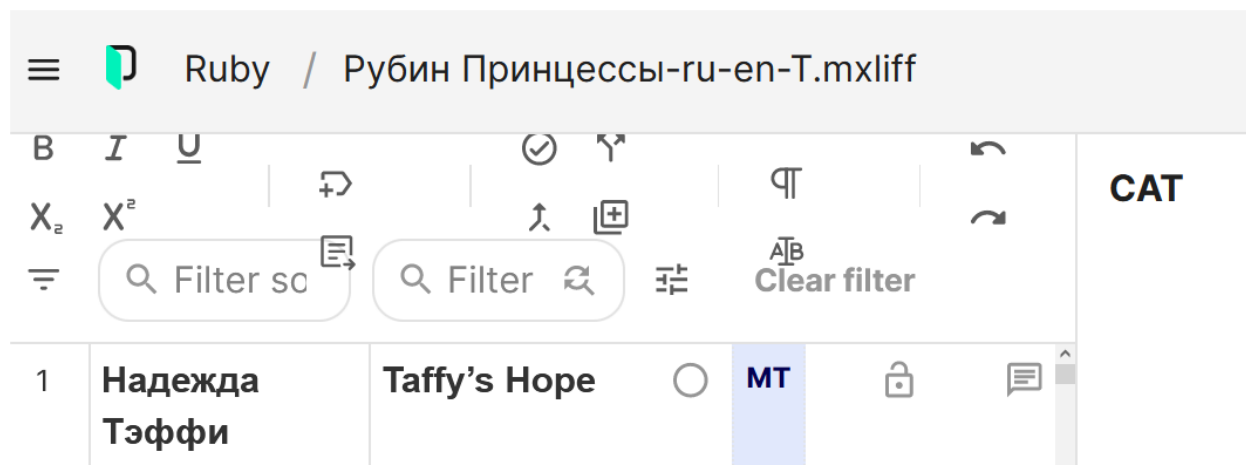 Ruby / Рубин Принцессы-ru-en-T.mxliff
B I U
X₂ X²
CAT
Filter so Filter Clear filter
1 Надежда Taffy’s Hope MT
Тэффи